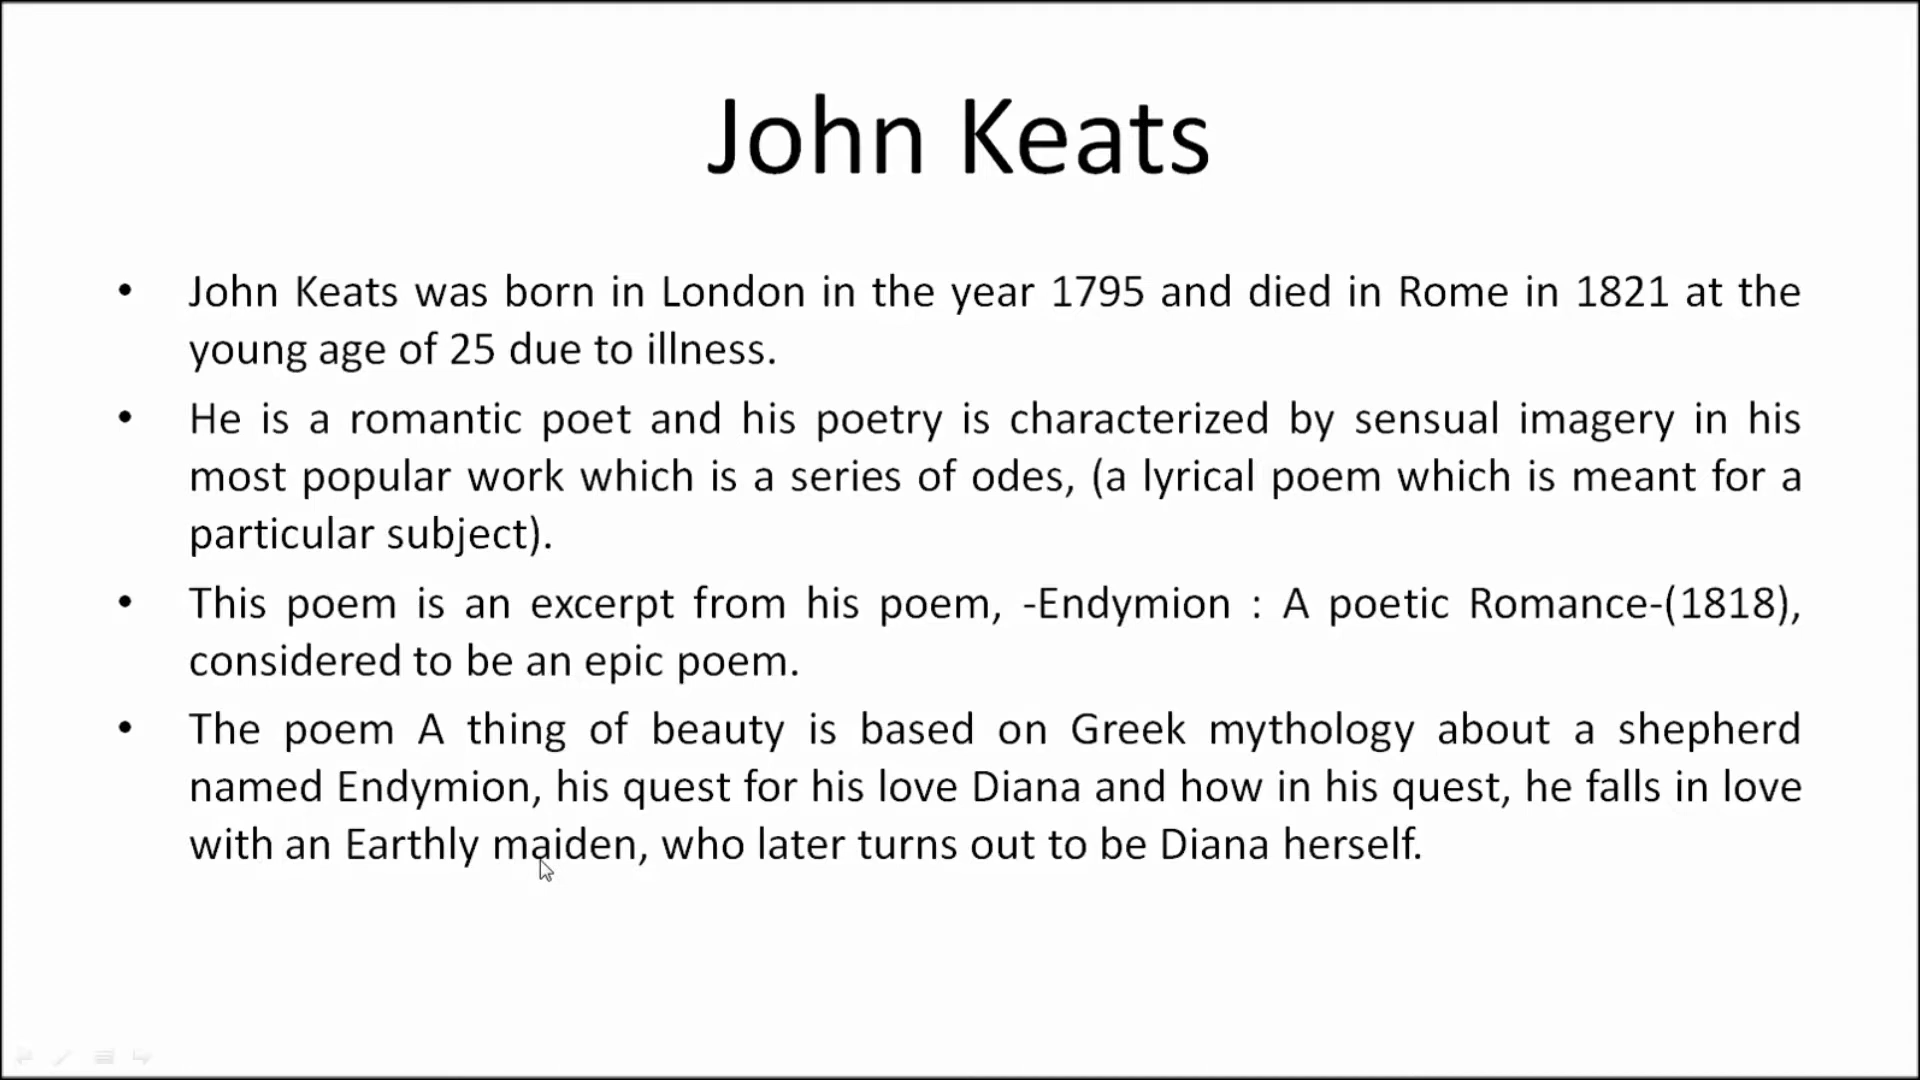 John Keats
• John Keats was born in London in the year 1795 and died in Rome in 1821 at the
young age of 25 due to illness.
• He is a romantic poet and his poetry is characterized by sensual imagery in his
most popular work which is a series of odes, (a lyrical poem which is meant for a
particular subject).
• This poem is an excerpt from his poem, -Endymion : A poetic Romance-(1818),
considered to be an epic poem.
• The poem A thing of beauty is based on Greek mythology about a shepherd
named Endymion, his quest for his love Diana and how in his quest, he falls in love
with an Earthly maiden, who later turns out to be Diana herself.